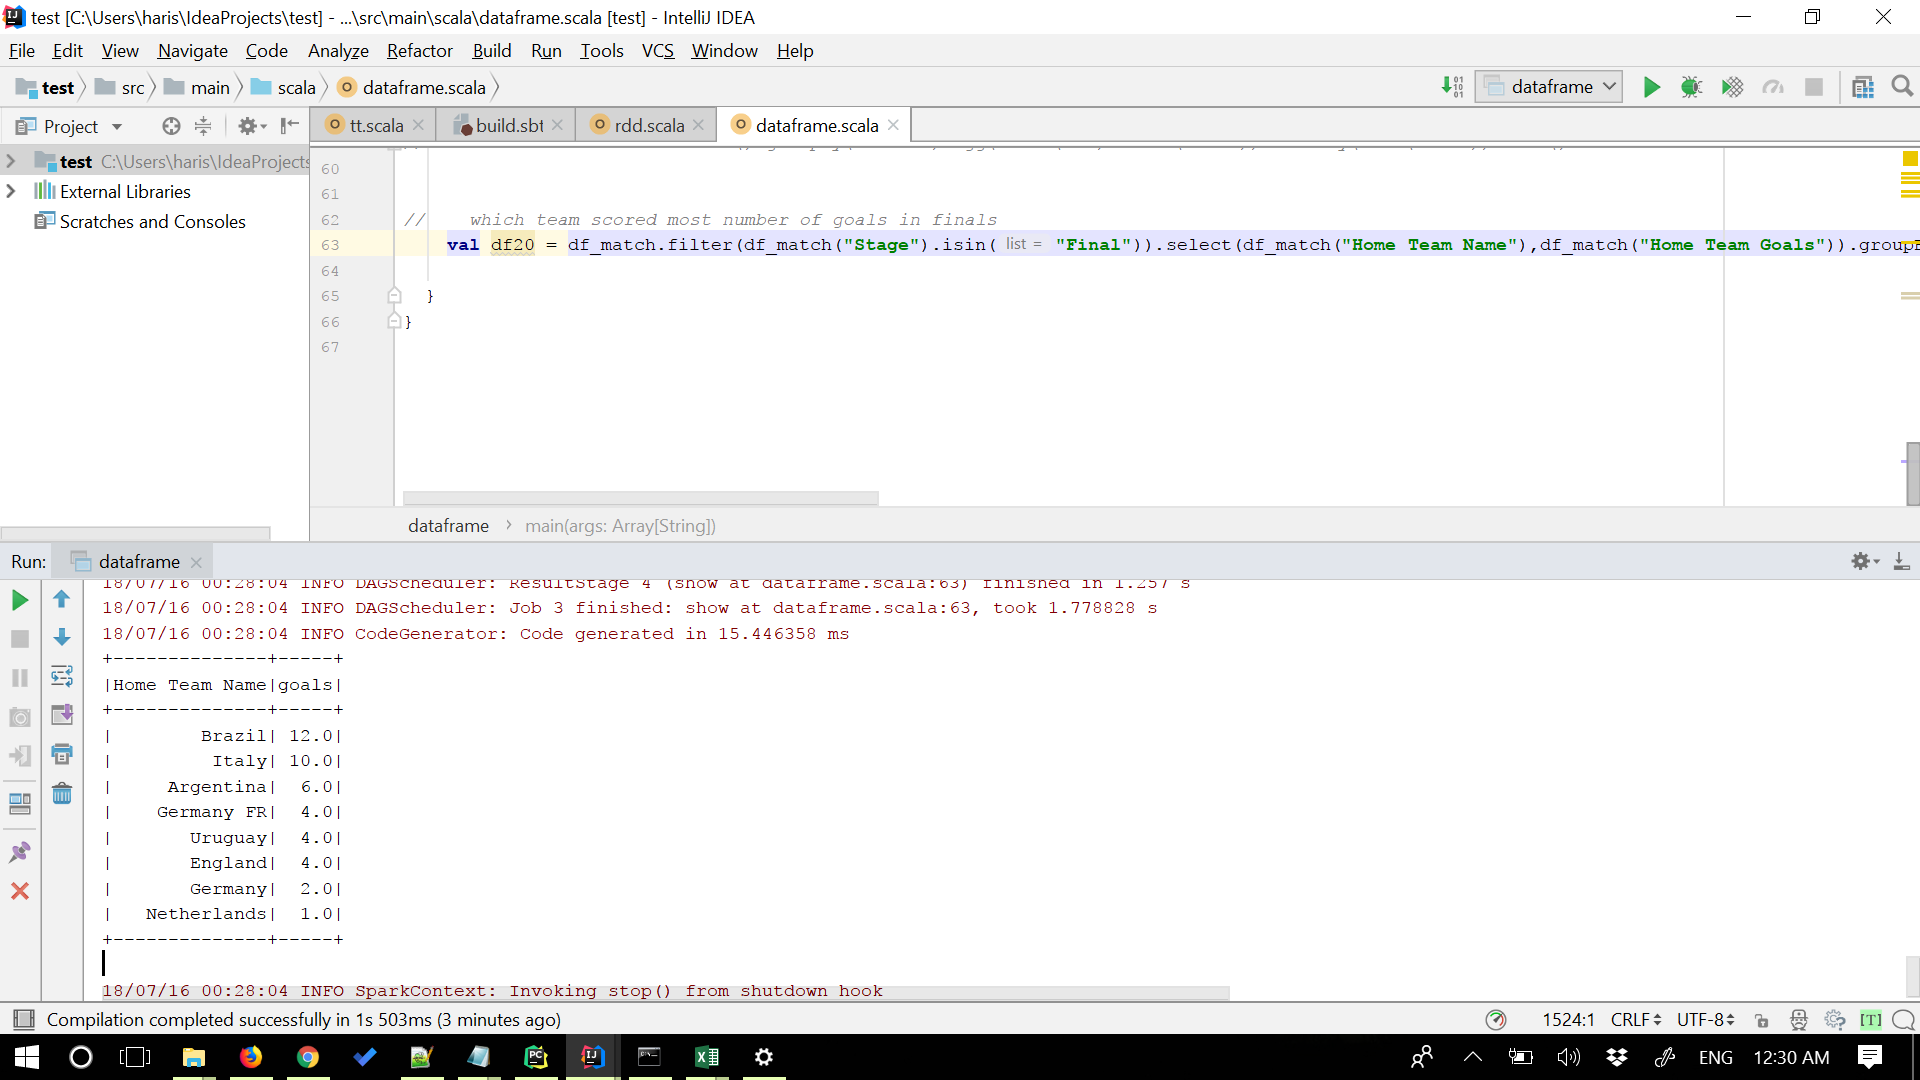 test [C:\Users\haris\IdeaProjects\test] - ...\src\main\scala\dataframe.scala [test] - IntelliJ IDEA
File Edit View Navigate Code Analyze Refactor Build Run Tools VCS Window Help
test src main scala dataframe.scala dataframe
Project tt.scala build.sbt rdd.scala dataframe.scala
test C:\Users\haris\IdeaProjects
External Libraries
Scratches and Consoles
60
61
62 // which team scored most number of goals in finals
63 val df20 = df_match.filter(df_match("Stage").isin( list = "Final")).select(df_match("Home Team Name"),df_match("Home Team Goals")).group
64
65 }
66 }
67
dataframe main(args: Array[String])
Run: dataframe
18/07/16 00:28:04 INFO DAGScheduler: ResultStage 4 (show at dataframe.scala:63) finished in 1.257 s
18/07/16 00:28:04 INFO DAGScheduler: Job 3 finished: show at dataframe.scala:63, took 1.778828 s
18/07/16 00:28:04 INFO CodeGenerator: Code generated in 15.446358 ms
+--------------+-----+
|Home Team Name|goals|
+--------------+-----+
|        Brazil| 12.0|
|         Italy| 10.0|
|     Argentina|  6.0|
|    Germany FR|  4.0|
|       Uruguay|  4.0|
|       England|  4.0|
|       Germany|  2.0|
|   Netherlands|  1.0|
+--------------+-----+
18/07/16 00:28:04 INFO SparkContext: Invoking stop() from shutdown hook
Compilation completed successfully in 1s 503ms (3 minutes ago) 1524:1 CRLF UTF-8 [T]
ENG 12:30 AM